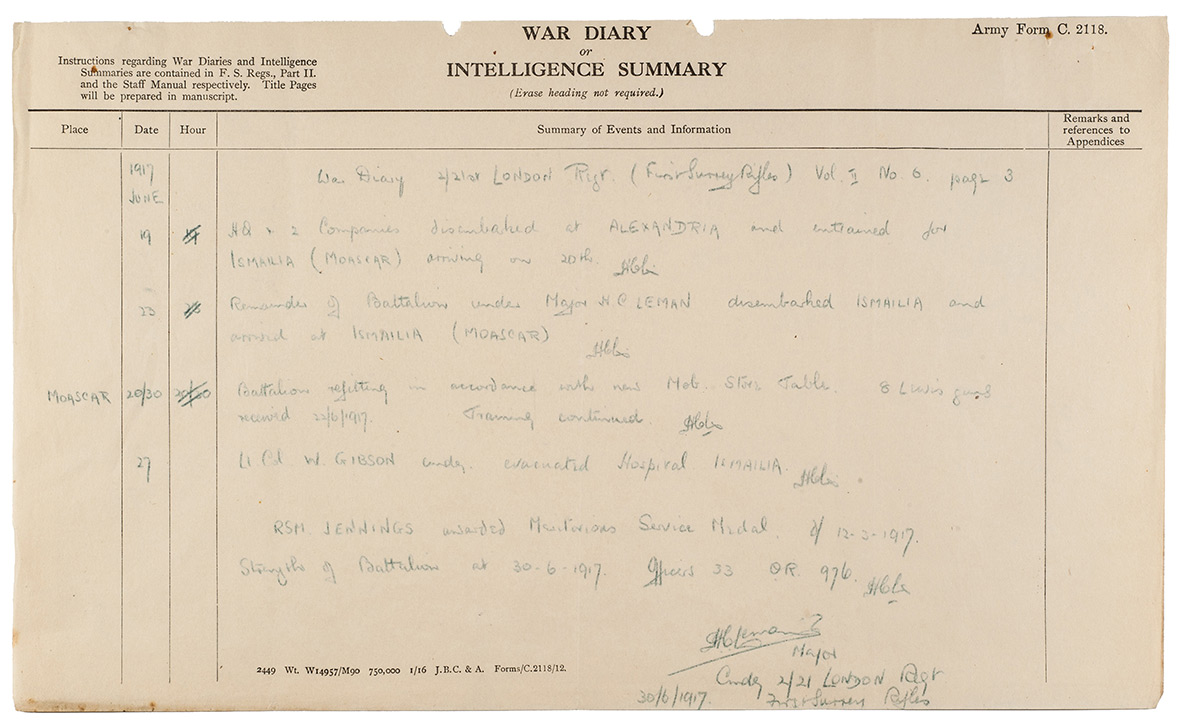 WAR DIARY
or
INTELLIGENCE SUMMARY
(Erase heading not required.)
Army Form C. 2118.
Instructions regarding War Diaries and Intelligence
Summaries are contained in F. S. Regs., Part II.
and the Staff Manual respectively. Title Pages
will be prepared in manuscript.
Place Date Hour Summary of Events and Information Remarks and
references to
Appendices
1917
JUNE
War Diary 2/21st LONDON Regt. (First Surrey Rifles) Vol. II No. 6. page 3
19 HQ & 2 Companies disembarked at ALEXANDRIA and entrained for
ISMAILIA (MOASCAR) arriving on 20th.
23 Remainder of Battalion under Major H C LEMAN disembarked ISMAILIA and
arrived at ISMAILIA (MOASCAR)
MOASCAR 20/30 Battalion refitting in accordance with new Mob. Store Table. 8 Lewis guns
received 22/6/1917. Training continued.
27 Lt Col W. GIBSON cmdg. evacuated Hospital ISMAILIA.
RSM. JENNINGS awarded Meritorious Service Medal. d/ 12-3-1917.
Strength of Battalion at 30-6-1917. Officers 33 OR. 976.
HCLeman
Major
Cmdg 2/21 LONDON Regt
30/6/1917. First Surrey Rifles
2449 Wt. W14957/M90 750,000 1/16 J.B.C. & A. Forms/C.2118/12.